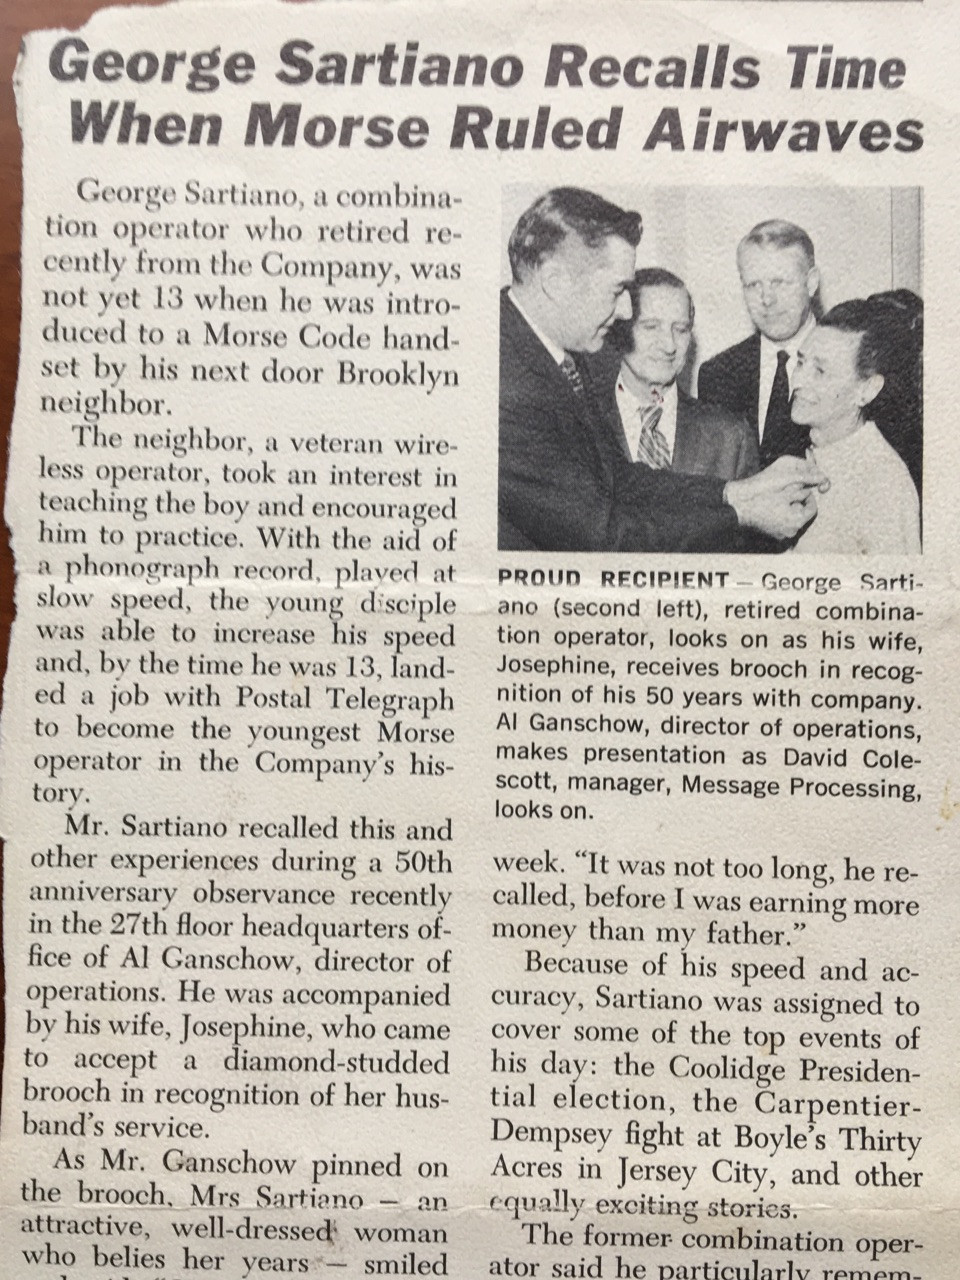 George Sartiano Recalls Time
When Morse Ruled Airwaves
George Sartiano, a combina-
tion operator who retired re-
cently from the Company, was
not yet 13 when he was intro-
duced to a Morse Code hand-
set by his next door Brooklyn
neighbor.
The neighbor, a veteran wire-
less operator, took an interest in
teaching the boy and encouraged
him to practice. With the aid of
a phonograph record, played at
slow speed, the young disciple
was able to increase his speed
and, by the time he was 13, land-
ed a job with Postal Telegraph
to become the youngest Morse
operator in the Company's his-
tory.
Mr. Sartiano recalled this and
other experiences during a 50th
anniversary observance recently
in the 27th floor headquarters of-
fice of Al Ganschow, director of
operations. He was accompanied
by his wife, Josephine, who came
to accept a diamond-studded
brooch in recognition of her hus-
band's service.
As Mr. Ganschow pinned on
the brooch, Mrs Sartiano — an
attractive, well-dressed woman
who belies her years — smiled
PROUD RECIPIENT — George Sarti-
ano (second left), retired combina-
tion operator, looks on as his wife,
Josephine, receives brooch in recog-
nition of his 50 years with company.
Al Ganschow, director of operations,
makes presentation as David Cole-
scott, manager, Message Processing,
looks on.
week. "It was not too long, he re-
called, before I was earning more
money than my father."
Because of his speed and ac-
curacy, Sartiano was assigned to
cover some of the top events of
his day: the Coolidge Presiden-
tial election, the Carpentier-
Dempsey fight at Boyle's Thirty
Acres in Jersey City, and other
equally exciting stories.
The former combination oper-
ator said he particularly remem-